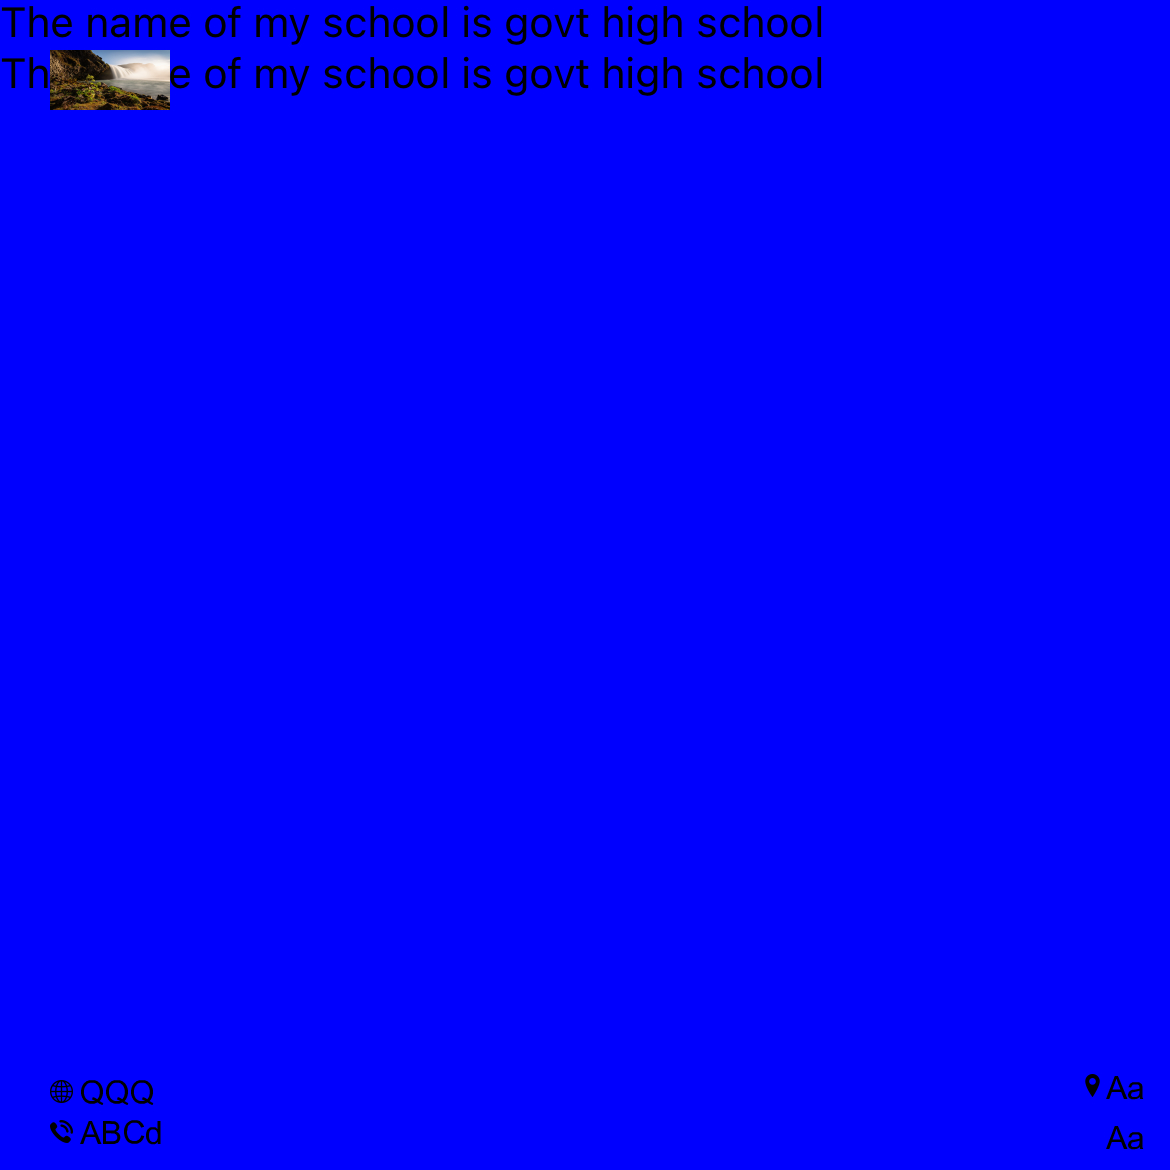 The name of my school is govt high school
Th e of my school is govt high school
QQQ
ABCd
Aa
Aa